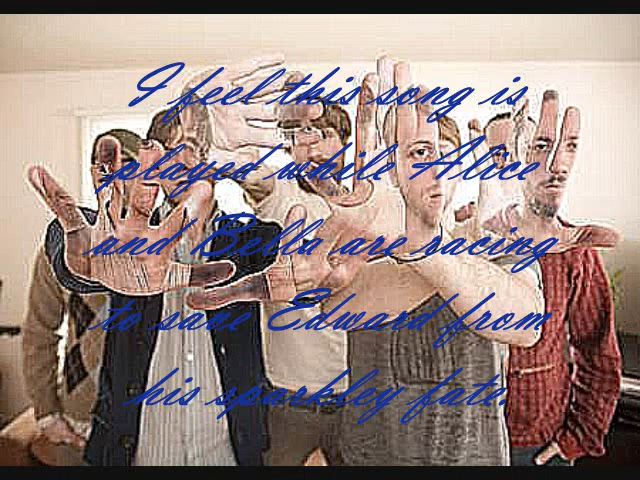 I feel this song is
played while Alice
and Bella are racing
to save Edward from
his sparkley fate.